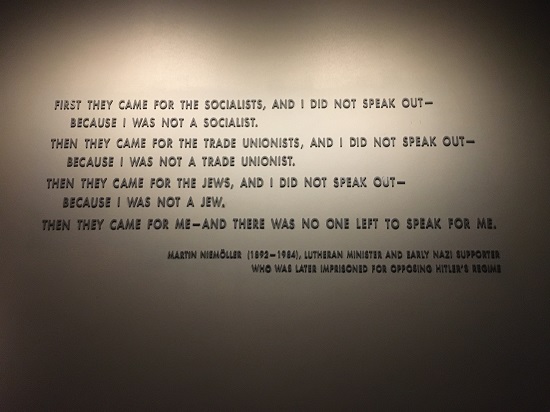 FIRST THEY CAME FOR THE SOCIALISTS, AND I DID NOT SPEAK OUT—
BECAUSE I WAS NOT A SOCIALIST.
THEN THEY CAME FOR THE TRADE UNIONISTS, AND I DID NOT SPEAK OUT—
BECAUSE I WAS NOT A TRADE UNIONIST.
THEN THEY CAME FOR THE JEWS, AND I DID NOT SPEAK OUT—
BECAUSE I WAS NOT A JEW.
THEN THEY CAME FOR ME—AND THERE WAS NO ONE LEFT TO SPEAK FOR ME.
MARTIN NIEMÖLLER (1892–1984), LUTHERAN MINISTER AND EARLY NAZI SUPPORTER
WHO WAS LATER IMPRISONED FOR OPPOSING HITLER'S REGIME